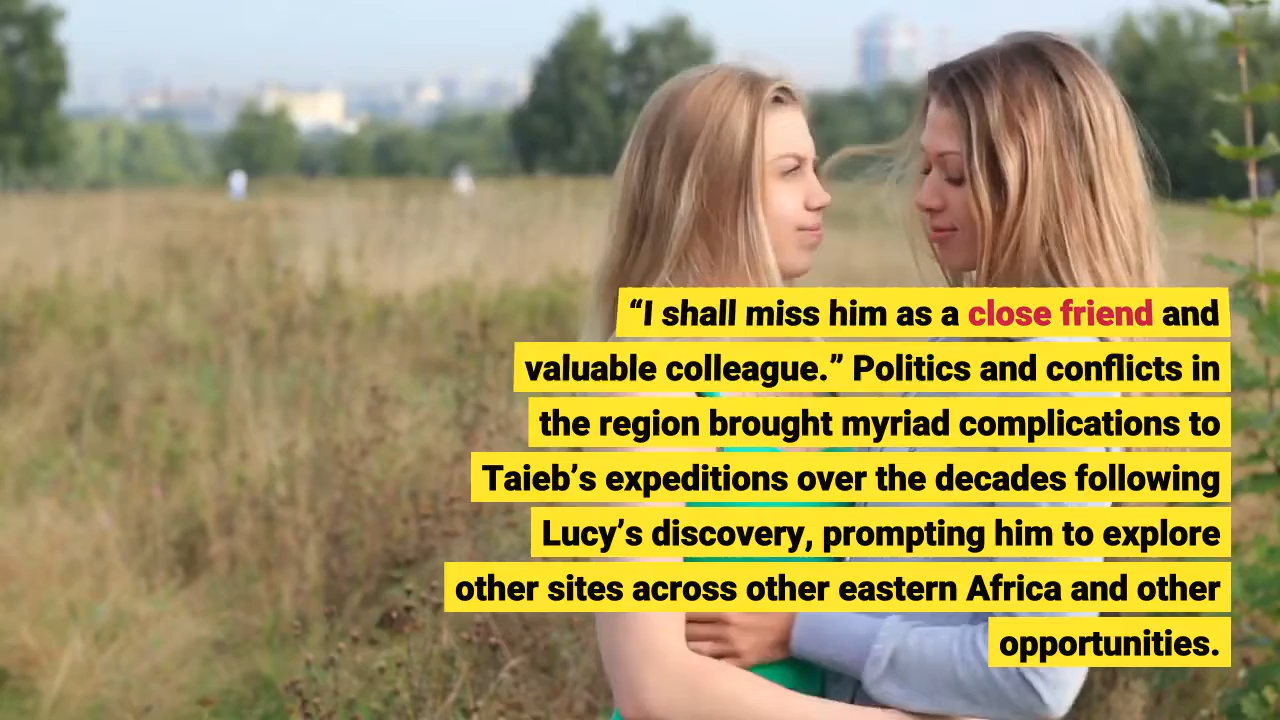 “I shall miss him as a close friend and
valuable colleague.” Politics and conflicts in
the region brought myriad complications to
Taieb’s expeditions over the decades following
Lucy’s discovery, prompting him to explore
other sites across other eastern Africa and other
opportunities.